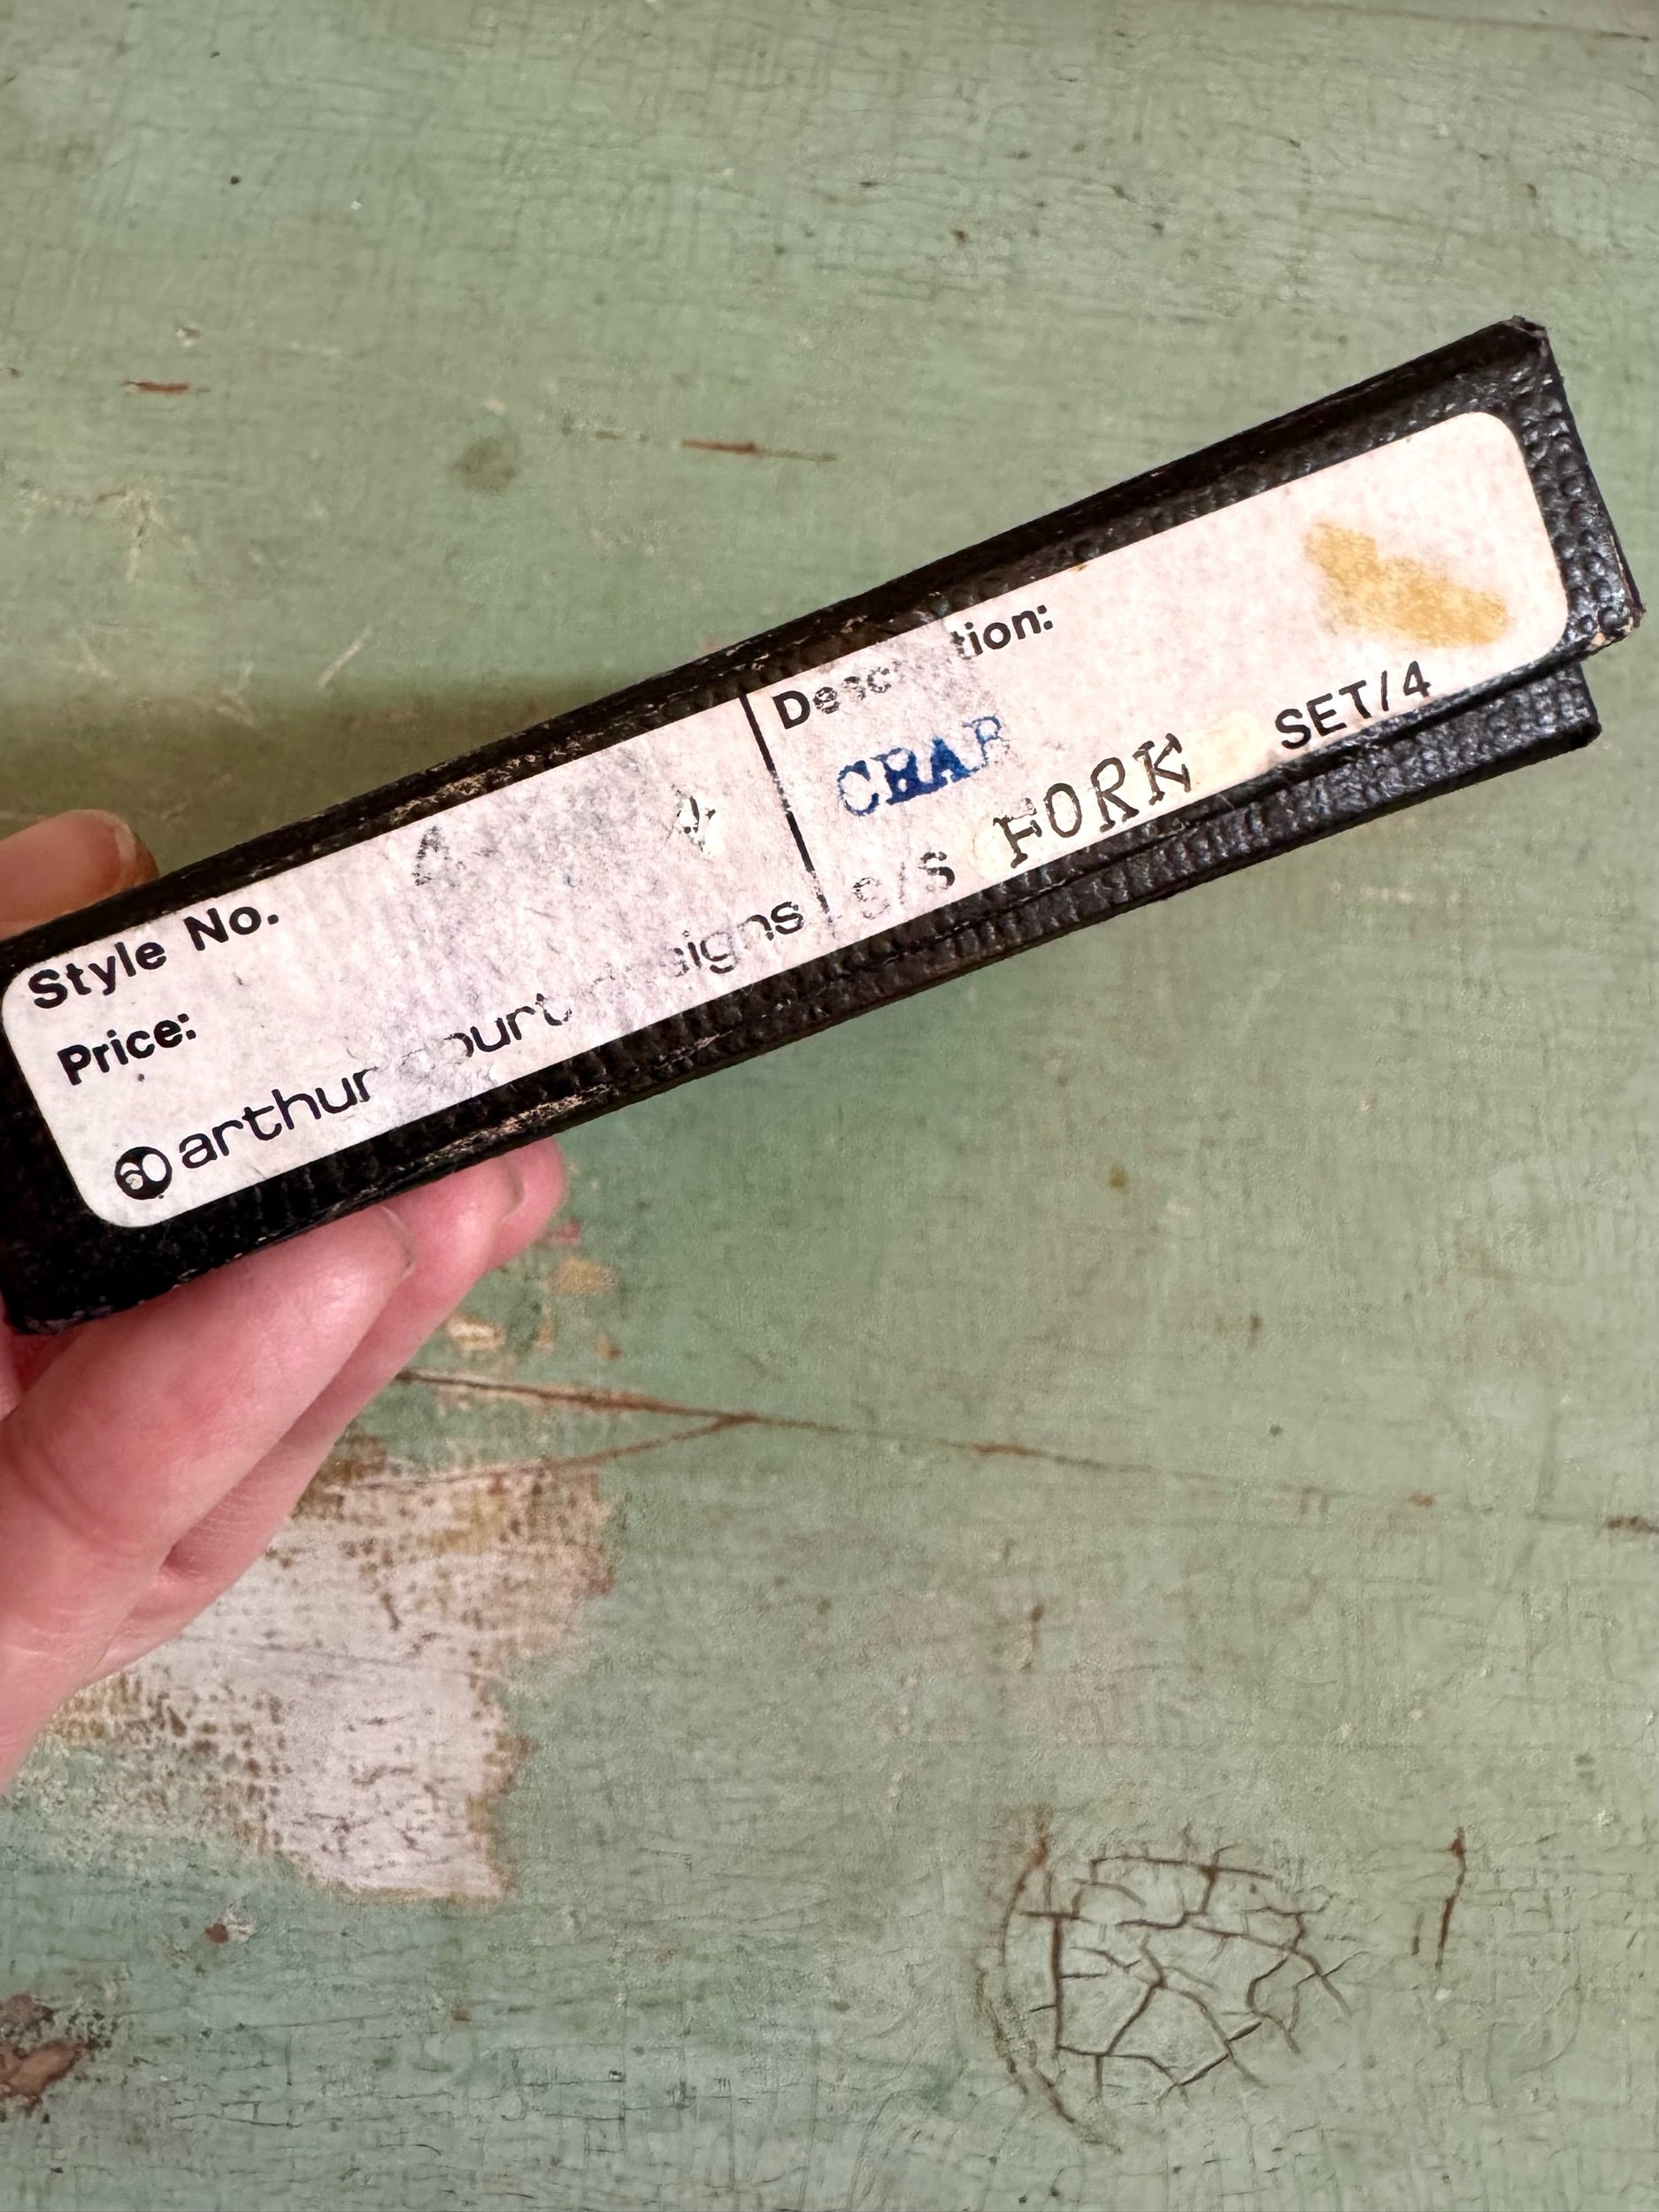 Style No.
Price:
arthur court designs
Description:
CRAB
S/S FORK SET/4